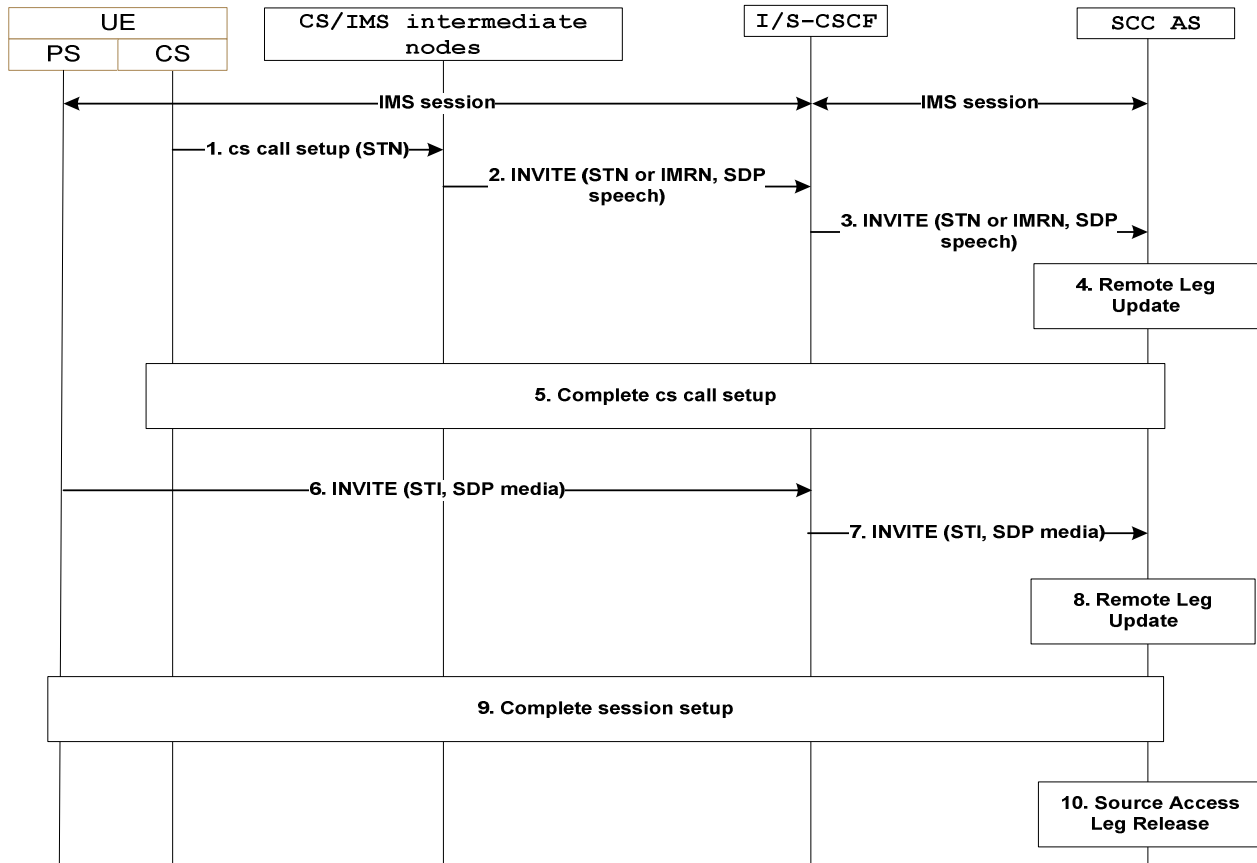 UE
PS
CS
CS/IMS intermediate
nodes
I/S-CSCF
SCC AS
IMS session
IMS session
1. cs call setup (STN)
2. INVITE (STN or IMRN, SDP
speech)
3. INVITE (STN or IMRN, SDP
speech)
4. Remote Leg
Update
5. Complete cs call setup
6. INVITE (STI, SDP media)
7. INVITE (STI, SDP media)
8. Remote Leg
Update
9. Complete session setup
10. Source Access
Leg Release